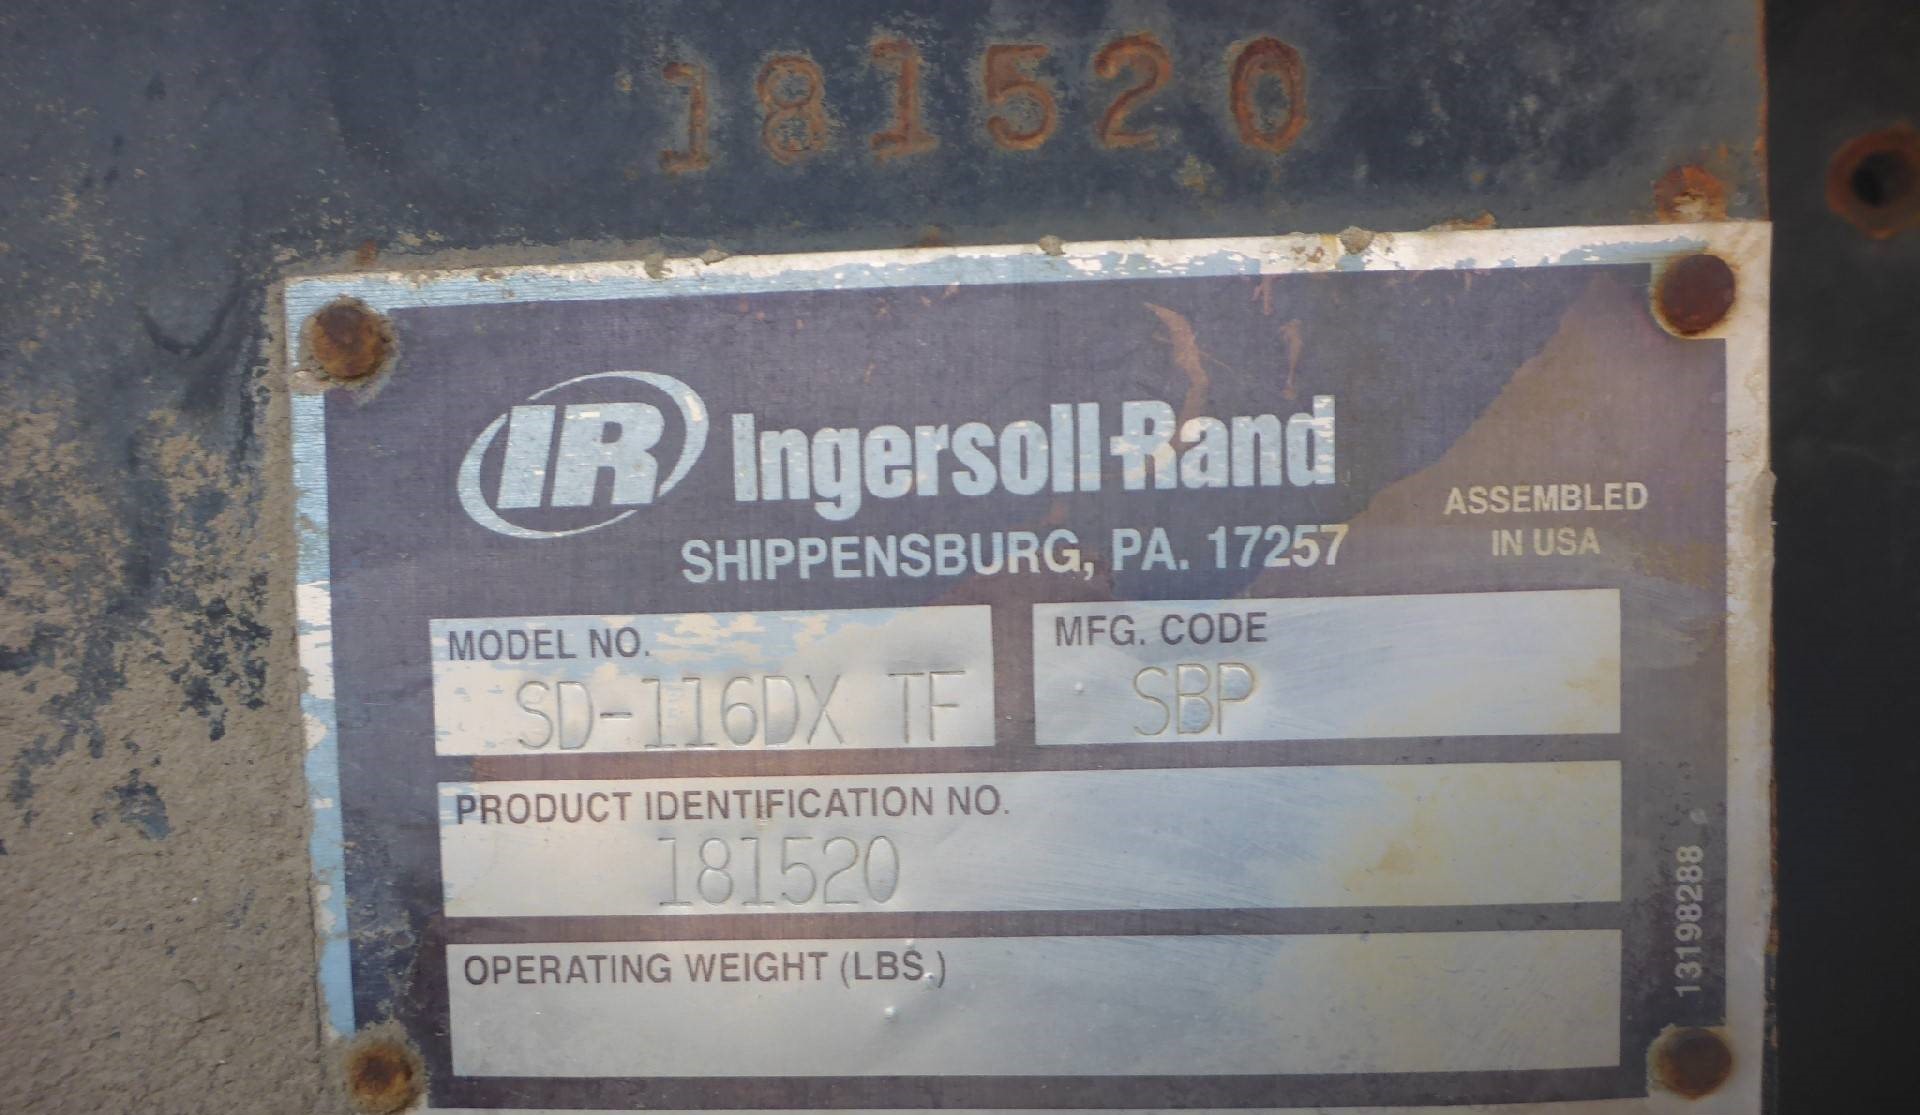 181520
IR Ingersoll-Rand
SHIPPENSBURG, PA. 17257
ASSEMBLED
IN USA
MODEL NO.
SD-116DX TF
MFG. CODE
SBP
PRODUCT IDENTIFICATION NO.
181520
OPERATING WEIGHT (LBS.)
13198288